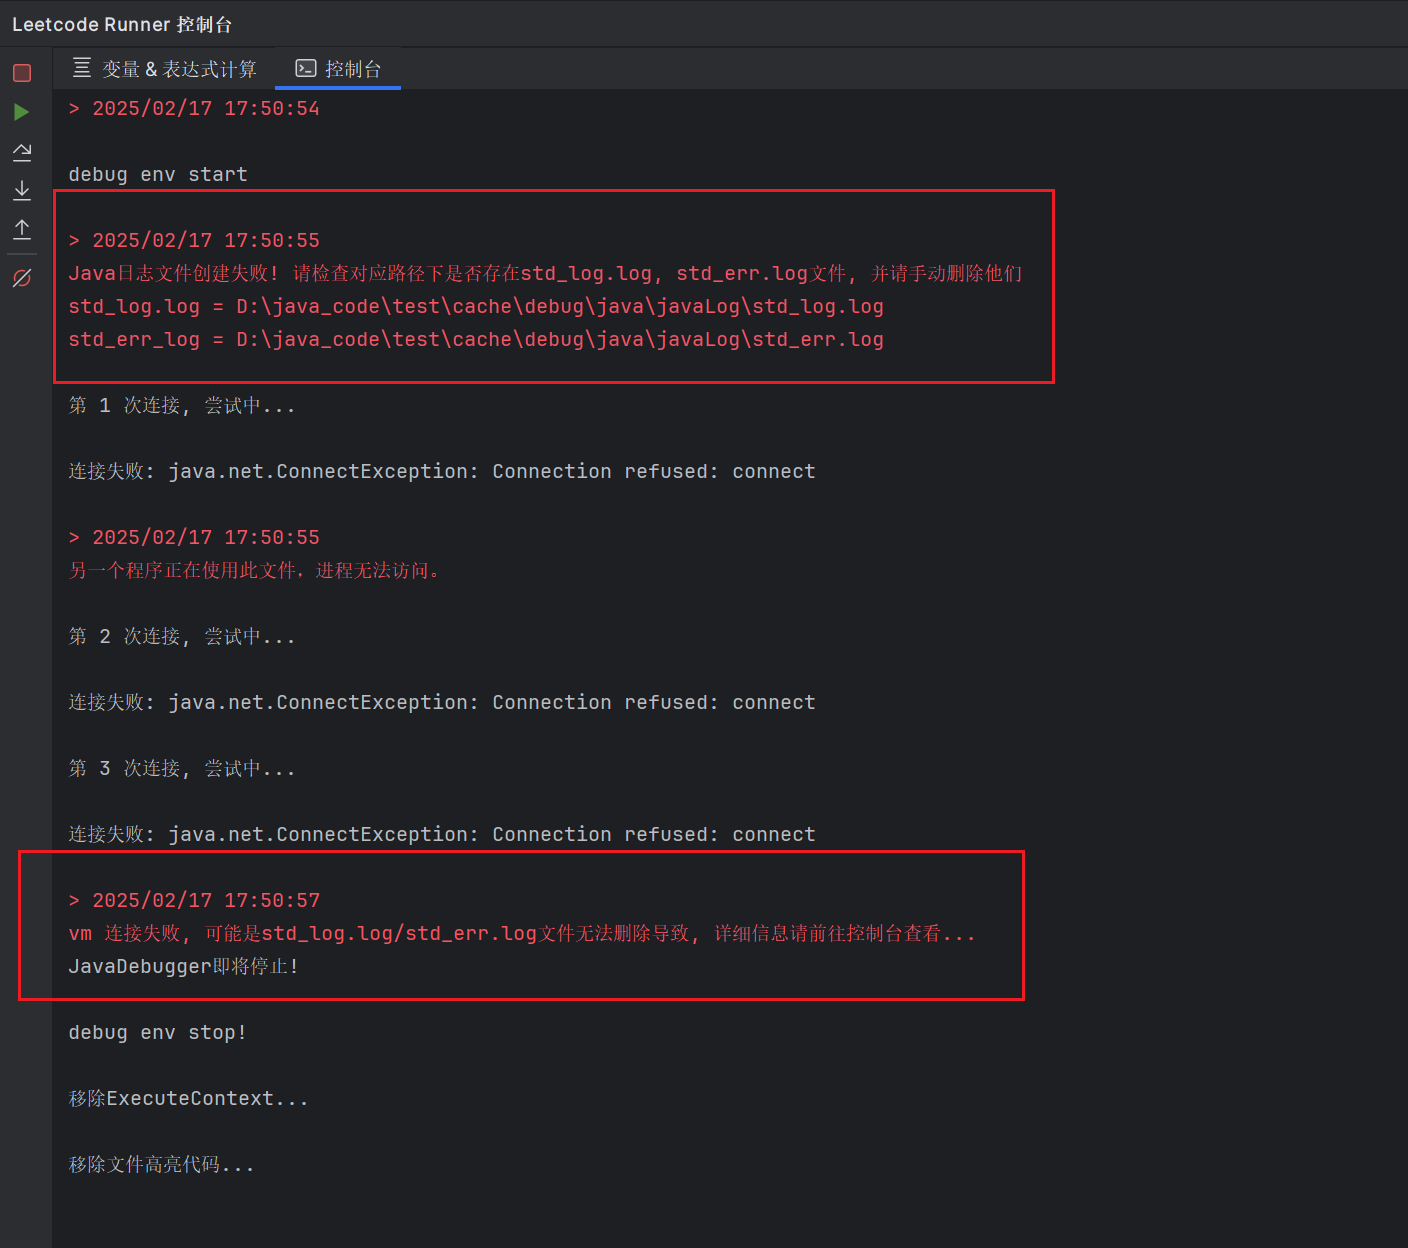 Leetcode Runner 控制台
变量 & 表达式计算 控制台
> 2025/02/17 17:50:54
debug env start
> 2025/02/17 17:50:55
Java日志文件创建失败! 请检查对应路径下是否存在std_log.log, std_err.log文件, 并请手动删除他们
std_log.log = D:\java_code\test\cache\debug\java\javaLog\std_log.log
std_err_log = D:\java_code\test\cache\debug\java\javaLog\std_err.log
第 1 次连接, 尝试中...
连接失败: java.net.ConnectException: Connection refused: connect
> 2025/02/17 17:50:55
另一个程序正在使用此文件，进程无法访问。
第 2 次连接, 尝试中...
连接失败: java.net.ConnectException: Connection refused: connect
第 3 次连接, 尝试中...
连接失败: java.net.ConnectException: Connection refused: connect
> 2025/02/17 17:50:57
vm 连接失败, 可能是std_log.log/std_err.log文件无法删除导致, 详细信息请前往控制台查看...
JavaDebugger即将停止!
debug env stop!
移除ExecuteContext...
移除文件高亮代码...